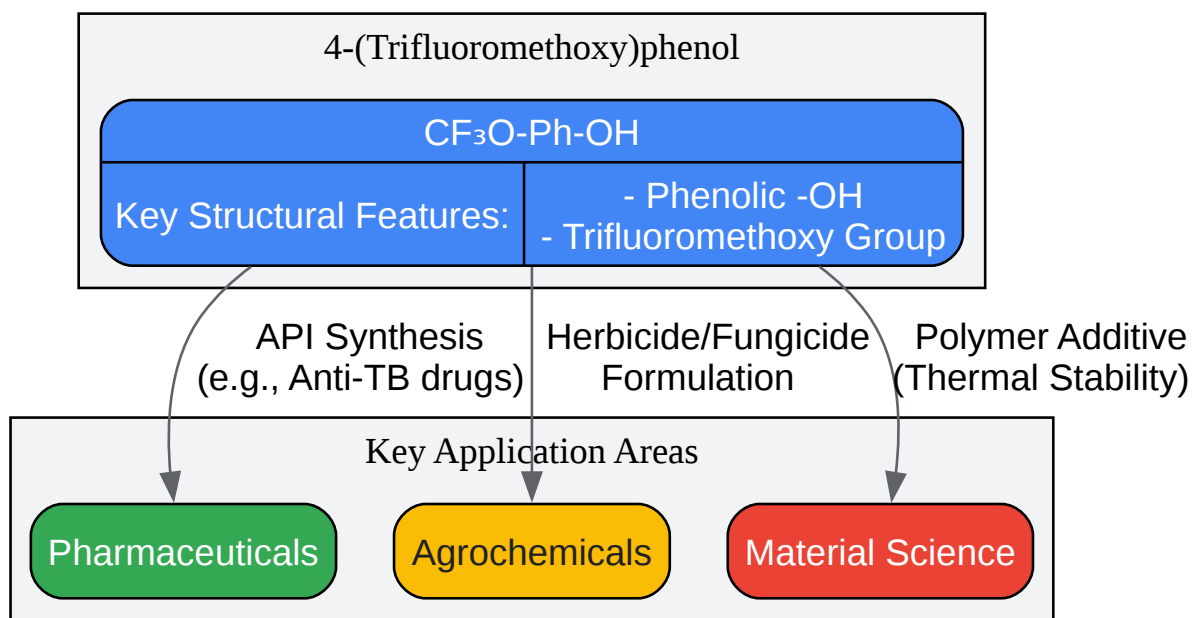 4-(Trifluoromethoxy)phenol
CF₃O-Ph-OH
Key Structural Features:
- Phenolic -OH
- Trifluoromethoxy Group
API Synthesis
(e.g., Anti-TB drugs)
Herbicide/Fungicide
Formulation
Polymer Additive
(Thermal Stability)
Key Application Areas
Pharmaceuticals
Agrochemicals
Material Science